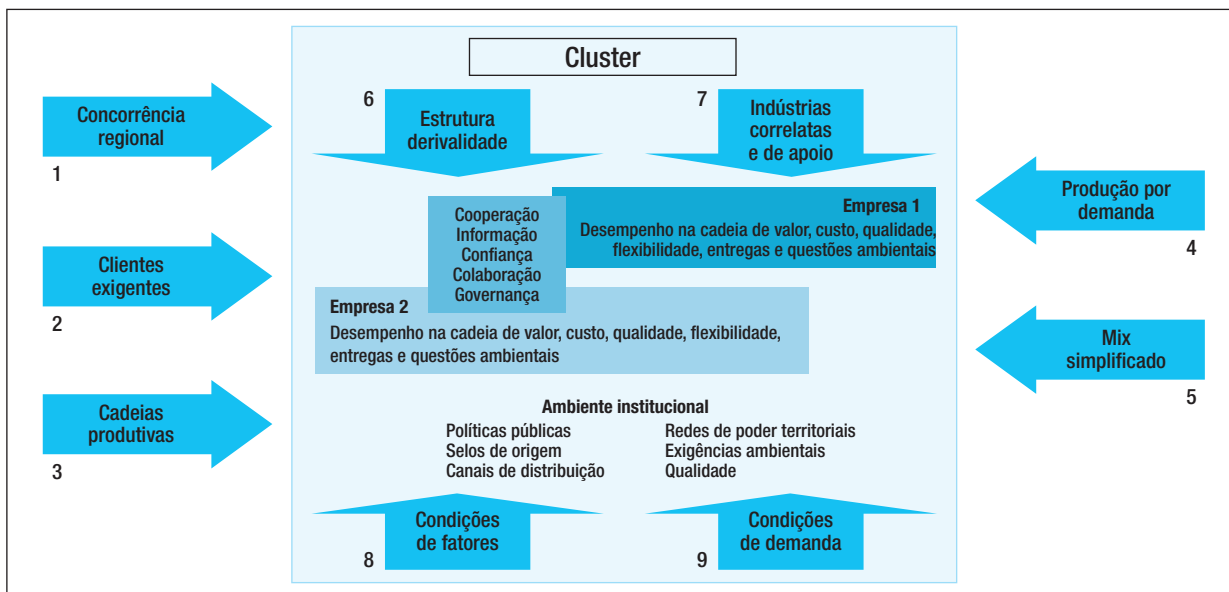 Cluster
Concorrência
regional
1
Clientes
exigentes
2
Cadeias
produtivas
3
6
Estrutura
derivalidade
7
Indústrias
correlatas
e de apoio
Produção por
demanda
4
Mix
simplificado
5
Cooperação
Informação
Confiança
Colaboração
Governança
Empresa 1
Desempenho na cadeia de valor, custo, qualidade,
flexibilidade, entregas e questões ambientais
Empresa 2
Desempenho na cadeia de valor, custo, qualidade, flexibilidade,
entregas e questões ambientais
Ambiente institucional
Políticas públicas
Selos de origem
Canais de distribuição
Redes de poder territoriais
Exigências ambientais
Qualidade
8
Condições
de fatores
9
Condições
de demanda